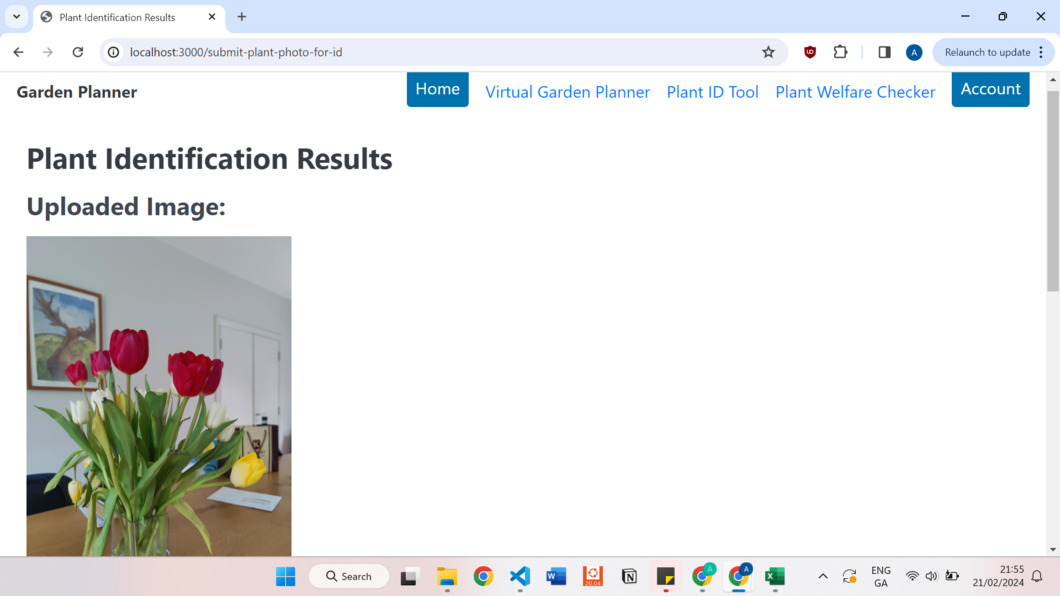 Plant Identification Results
localhost:3000/submit-plant-photo-for-id
Relaunch to update
Garden Planner
Home
Virtual Garden Planner
Plant ID Tool
Plant Welfare Checker
Account
Plant Identification Results
Uploaded Image:
Search
ENG
GA
21:55
21/02/2024